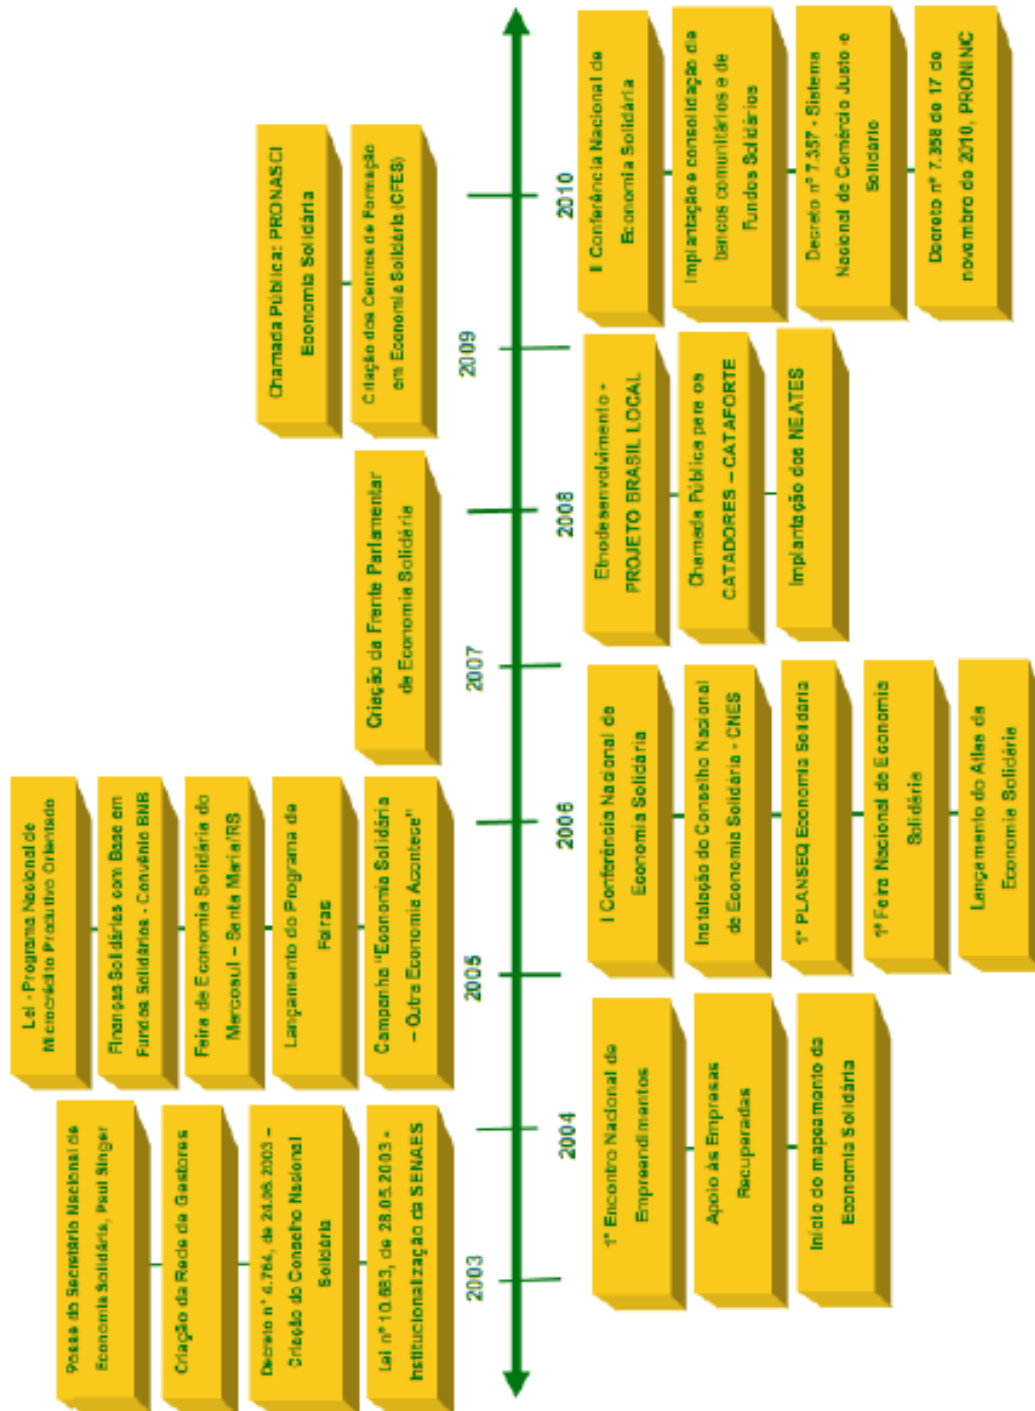 Posse do Secretário Nacional de
Economia Solidária, Paul Singer
Criação da Rede de Gestores
Decreto n° 4.764, de 24.06.2003 –
Criação do Conselho Nacional
Solidária
Lei n° 10.683, de 28.05.2003 -
Institucionalização da SENAES
2003
1° Encontro Nacional de
Empreendimentos
Apoio às Empresas
Recuperadas
Início do mapeamento da
Economia Solidária
2004
Lei - Programa Nacional de
Microcrédito Produtivo Orientado
Finanças Solidárias com Base em
Fundos Solidários - Convênio BNB
Feira de Economia Solidária do
Mercosul – Santa Maria/RS
Lançamento do Programa de
Feiras
Campanha "Economia Solidária
– Outra Economia Acontece"
2005
I Conferência Nacional de
Economia Solidária
Instalação do Conselho Nacional
de Economia Solidária - CNES
1° PLANSEQ Economia Solidária
1° Feira Nacional de Economia
Solidária
Lançamento do Atlas da
Economia Solidária
2006
Criação da Frente Parlamentar
de Economia Solidária
2007
Etnodesenvolvimento -
PROJETO BRASIL LOCAL
Chamada Pública para os
CATADORES – CATAFORTE
Implantação dos NEATES
2008
Chamada Pública: PRONASCI
Economia Solidária
Criação dos Centros de Formação
em Economia Solidária (CFES)
2009
II Conferência Nacional de
Economia Solidária
Implantação e consolidação de
bancos comunitários e de
Fundos Solidários
Decreto n° 7.357 - Sistema
Nacional de Comércio Justo e
Solidário
Decreto n° 7.358 de 17 de
novembro de 2010, PRONINC
2010